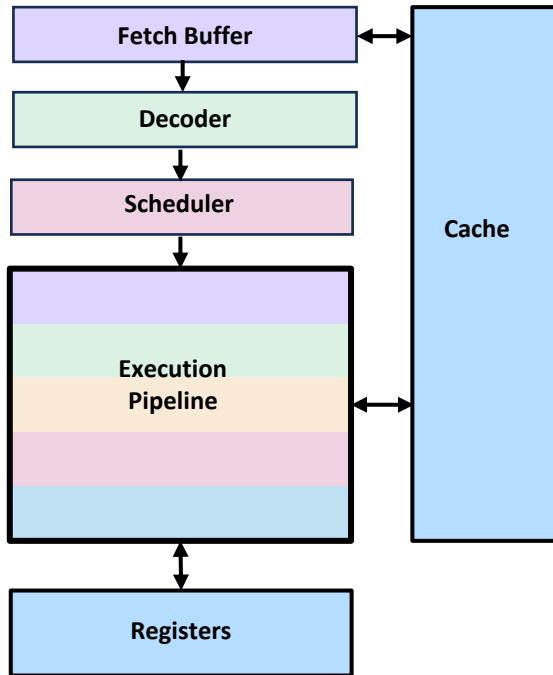 Fetch Buffer
Decoder
Scheduler
Cache
Execution
Pipeline
Registers